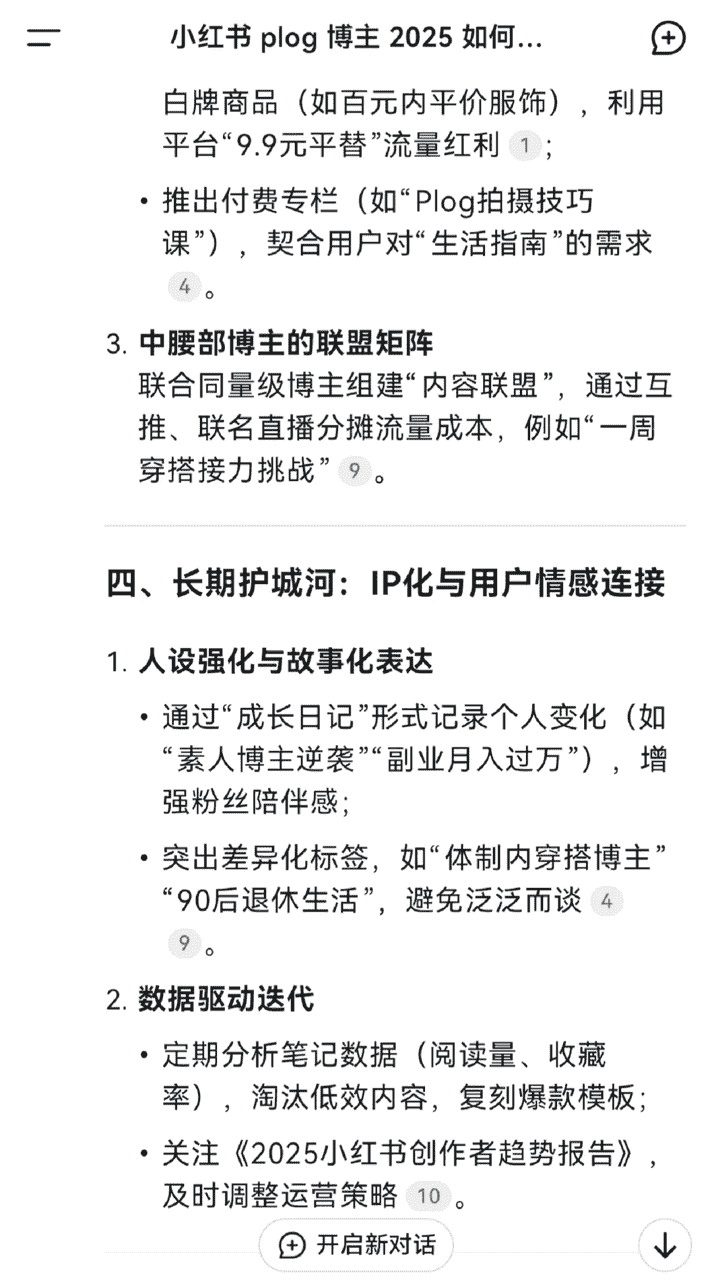 小红书 plog 博主 2025 如何...
白牌商品（如百元内平价服饰），利用
平台“9.9元平替”流量红利 1 ；
• 推出付费专栏（如“Plog拍摄技巧
课”），契合用户对“生活指南”的需求
4 。
3. 中腰部博主的联盟矩阵
联合同量级博主组建“内容联盟”，通过互
推、联名直播分摊流量成本，例如“一周
穿搭接力挑战” 9 。
四、长期护城河：IP化与用户情感连接
1. 人设强化与故事化表达
• 通过“成长日记”形式记录个人变化（如
“素人博主逆袭”“副业月入过万”），增
强粉丝陪伴感；
• 突出差异化标签，如“体制内穿搭博主”
“90后退休生活”，避免泛泛而谈 4
9 。
2. 数据驱动迭代
• 定期分析笔记数据（阅读量、收藏
率），淘汰低效内容，复刻爆款模板；
• 关注《2025小红书创作者趋势报告》，
及时调整运营策略 10 。
开启新对话